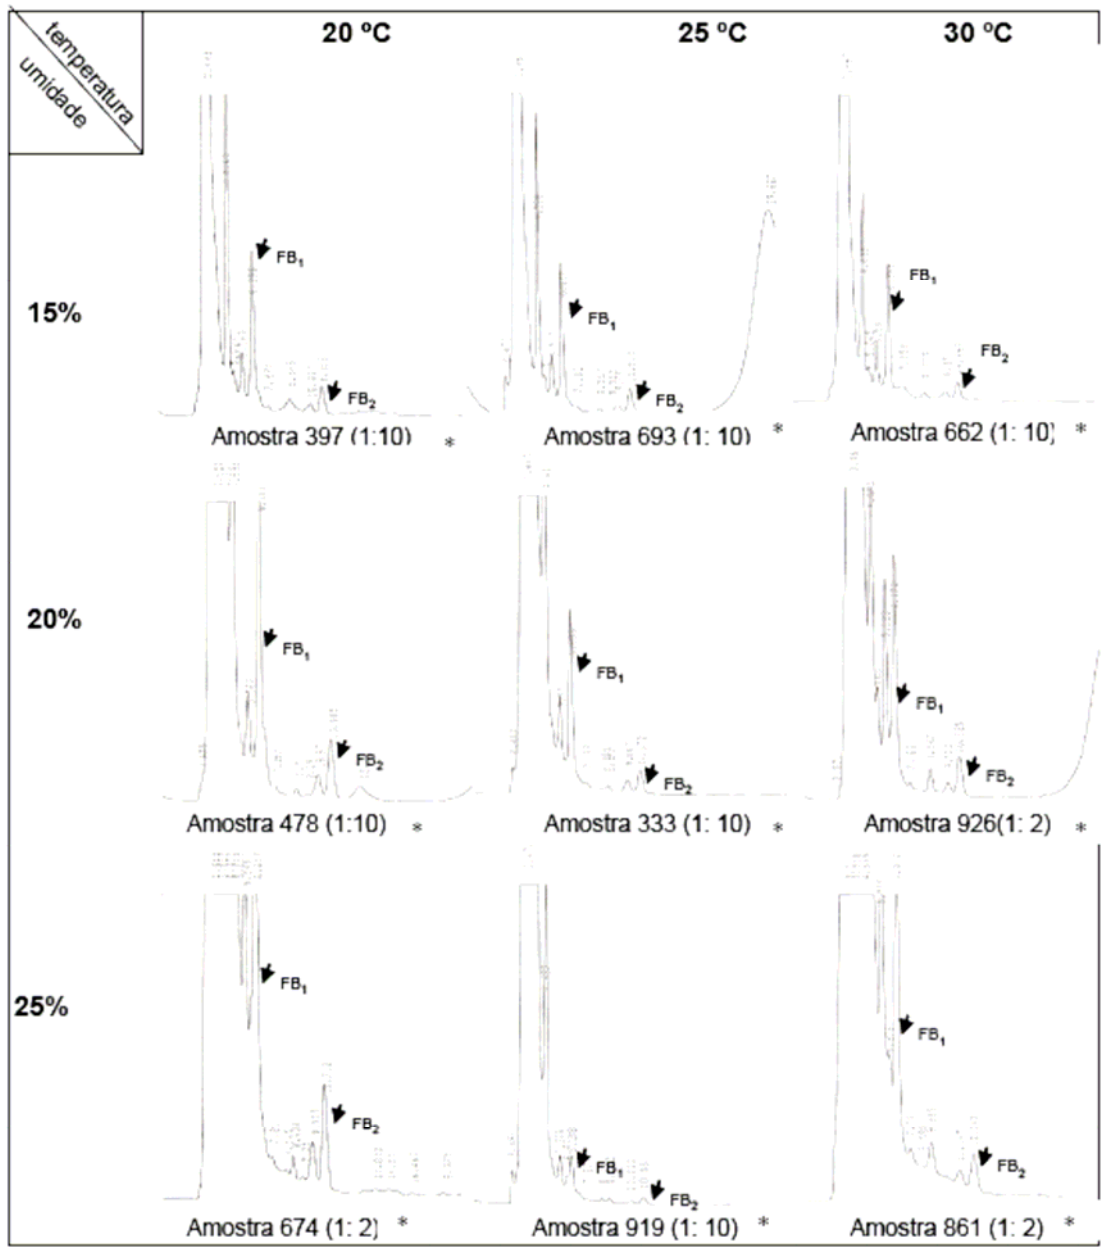 temperatura
umidade
20 ºC
25 ºC
30 ºC
15%
FB₁
FB₂
Amostra 397 (1:10) *
FB₁
FB₂
Amostra 693 (1: 10) *
FB₁
FB₂
Amostra 662 (1: 10) *
20%
FB₁
FB₂
Amostra 478 (1:10) *
FB₁
FB₂
Amostra 333 (1: 10) *
FB₁
FB₂
Amostra 926(1: 2) *
25%
FB₁
FB₂
Amostra 674 (1: 2) *
FB₁
FB₂
Amostra 919 (1: 10) *
FB₁
FB₂
Amostra 861 (1: 2) *